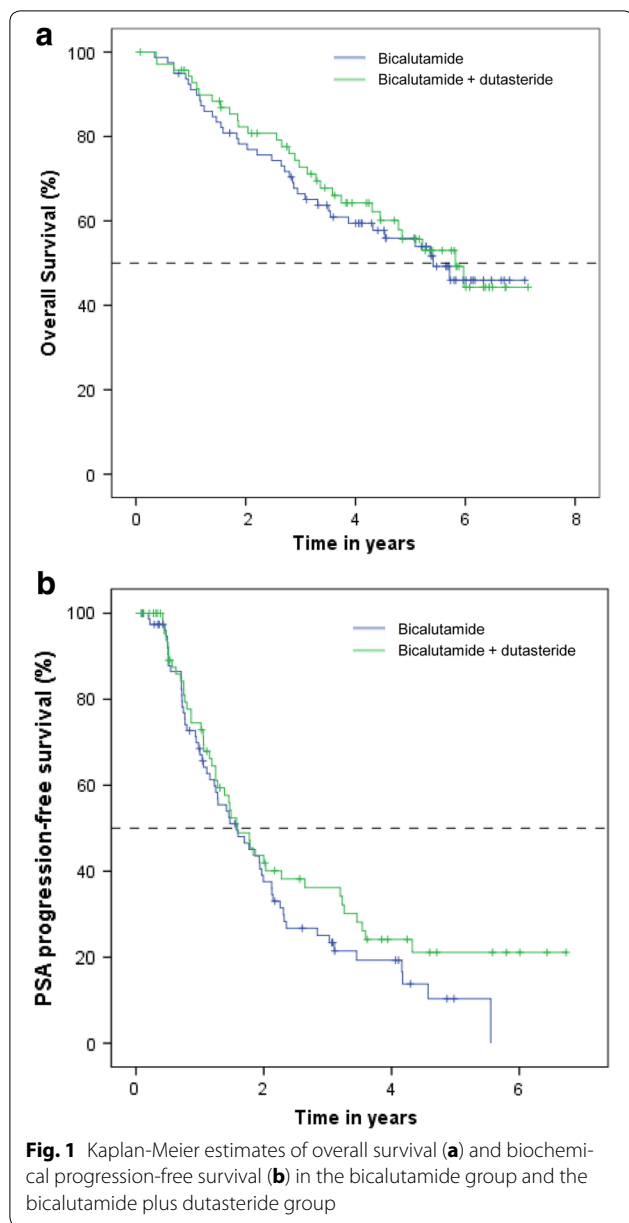 a
Overall Survival (%)
100
80
60
40
20
0
Bicalutamide
Bicalutamide + dutasteride
0 2 4 6 8
Time in years
b
PSA progression-free survival (%)
100
80
60
40
20
0
Bicalutamide
Bicalutamide + dutasteride
0 2 4 6
Time in years
Fig. 1 Kaplan-Meier estimates of overall survival (a) and biochemi-
cal progression-free survival (b) in the bicalutamide group and the
bicalutamide plus dutasteride group